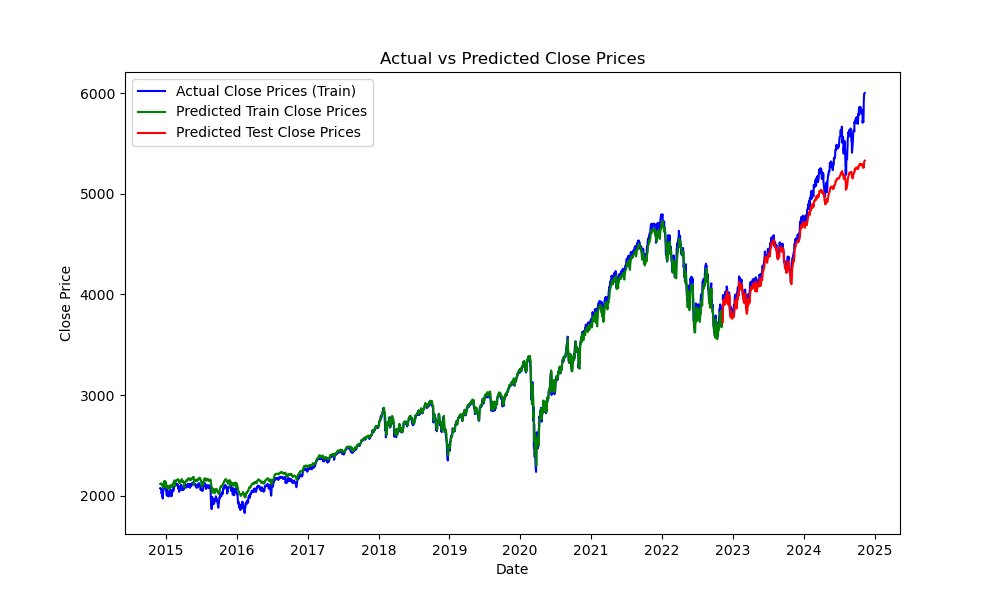 Actual vs Predicted Close Prices
Actual Close Prices (Train)
Predicted Train Close Prices
Predicted Test Close Prices
6000
5000
4000
3000
2000
Close Price
2015 2016 2017 2018 2019 2020 2021 2022 2023 2024 2025
Date